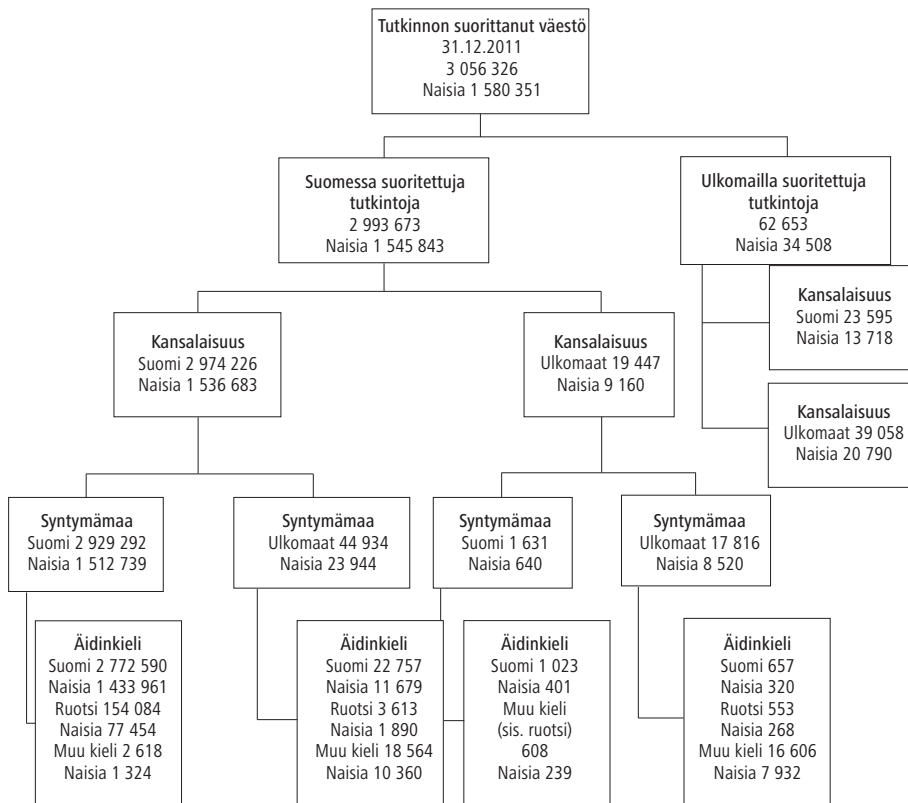 Tutkinnon suorittanut väestö
31.12.2011
3 056 326
Naisia 1 580 351
Suomessa suoritettuja
tutkintoja
2 993 673
Naisia 1 545 843
Ulkomailla suoritettuja
tutkintoja
62 653
Naisia 34 508
Kansalaisuus
Suomi 23 595
Naisia 13 718
Kansalaisuus
Ulkomaat 39 058
Naisia 20 790
Kansalaisuus
Suomi 2 974 226
Naisia 1 536 683
Kansalaisuus
Ulkomaat 19 447
Naisia 9 160
Syntymämaa
Suomi 2 929 292
Naisia 1 512 739
Syntymämaa
Ulkomaat 44 934
Naisia 23 944
Syntymämaa
Suomi 1 631
Naisia 640
Syntymämaa
Ulkomaat 17 816
Naisia 8 520
Äidinkieli
Suomi 2 772 590
Naisia 1 433 961
Ruotsi 154 084
Naisia 77 454
Muu kieli 2 618
Naisia 1 324
Äidinkieli
Suomi 22 757
Naisia 11 679
Ruotsi 3 613
Naisia 1 890
Muu kieli 18 564
Naisia 10 360
Äidinkieli
Suomi 1 023
Naisia 401
Muu kieli
(sis. ruotsi)
608
Naisia 239
Äidinkieli
Suomi 657
Naisia 320
Ruotsi 553
Naisia 268
Muu kieli 16 606
Naisia 7 932